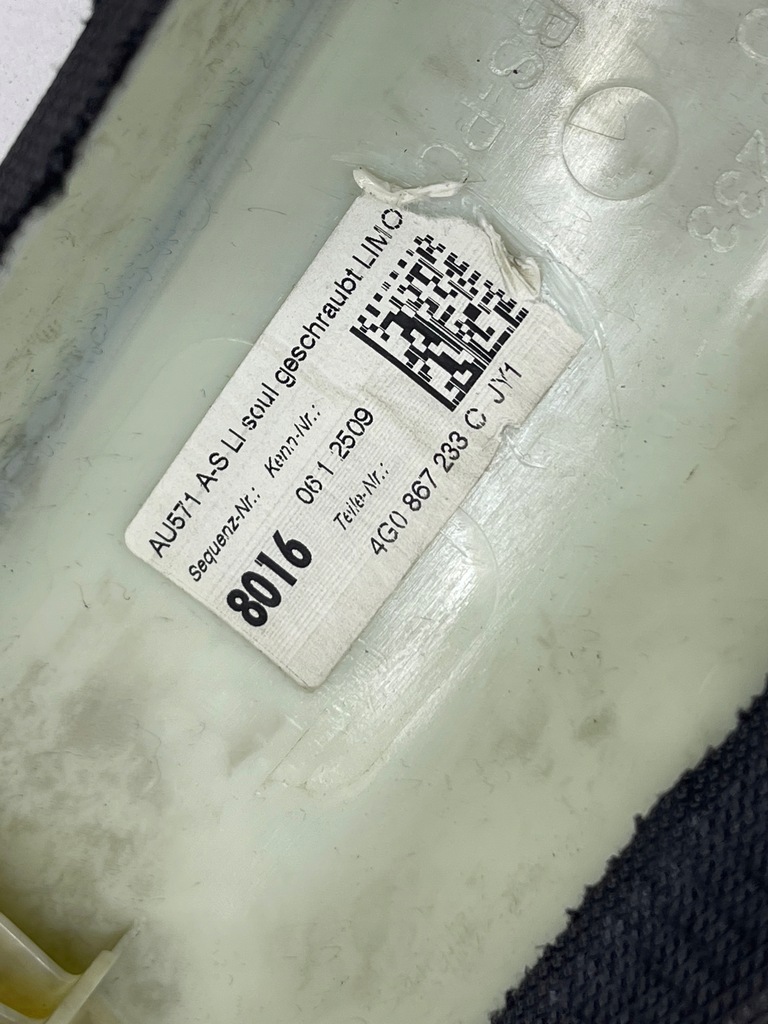 AU571 A-S LI soul geschraubt LIMO
Sequenz-Nr.: Kenn-Nr.:
8016 061 2509
Teile-Nr.:
4G0 867 233 C JY1